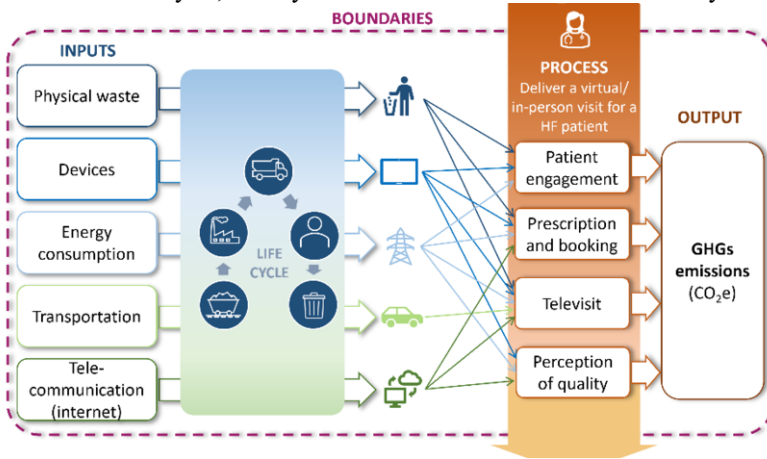 BOUNDARIES
INPUTS
Physical waste
Devices
Energy
consumption
Transportation
Tele-
communication
(internet)
LIFE
CYCLE
PROCESS
Deliver a virtual/
in-person visit for a
HF patient
Patient
engagement
Prescription
and booking
Televisit
Perception
of quality
OUTPUT
GHGs
emissions
(CO₂e)